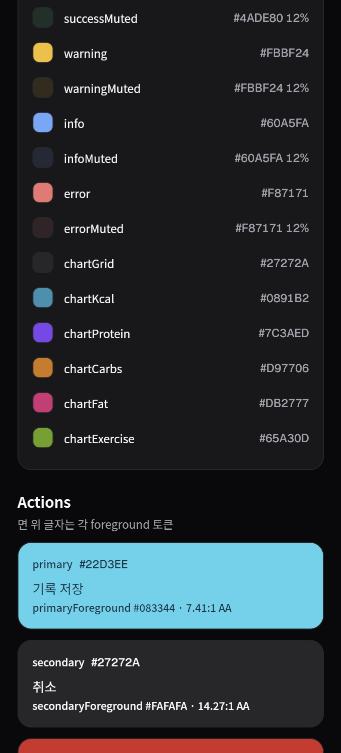 successMuted #4ADE80 12%
warning #FBBF24
warningMuted #FBBF24 12%
info #60A5FA
infoMuted #60A5FA 12%
error #F87171
errorMuted #F87171 12%
chartGrid #27272A
chartKcal #0891B2
chartProtein #7C3AED
chartCarbs #D97706
chartFat #DB2777
chartExercise #65A30D
Actions
면 위 글자는 각 foreground 토큰
primary #22D3EE
기록 저장
primaryForeground #083344 · 7.41:1 AA
secondary #27272A
취소
secondaryForeground #FAFAFA · 14.27:1 AA